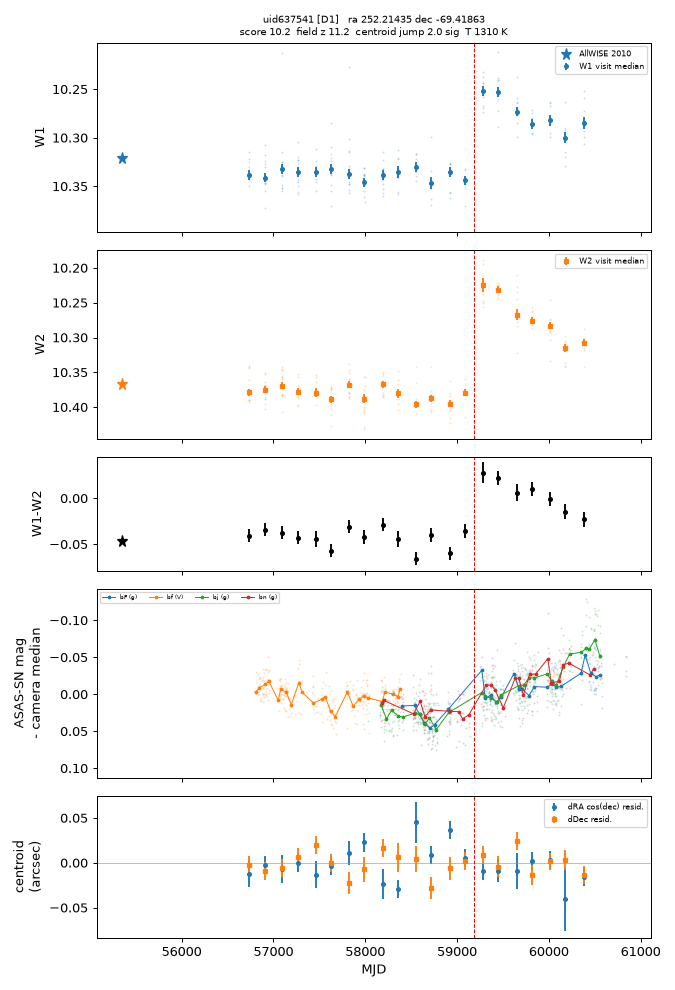 uid637541 [D1]   ra 252.21435 dec -69.41863
score 10.2  field z 11.2  centroid jump 2.0 sig  T 1310 K
AllWISE 2010
W1 visit median
10.25
10.30
10.35
W1
W2 visit median
10.20
10.25
10.30
10.35
10.40
W2
0.00
−0.05
W1-W2
bF (g)
bf (V)
bj (g)
bn (g)
−0.10
−0.05
0.00
0.05
0.10
ASAS-SN mag
- camera median
dRA cos(dec) resid.
dDec resid.
0.05
0.00
−0.05
centroid
(arcsec)
56000
57000
58000
59000
60000
61000
MJD